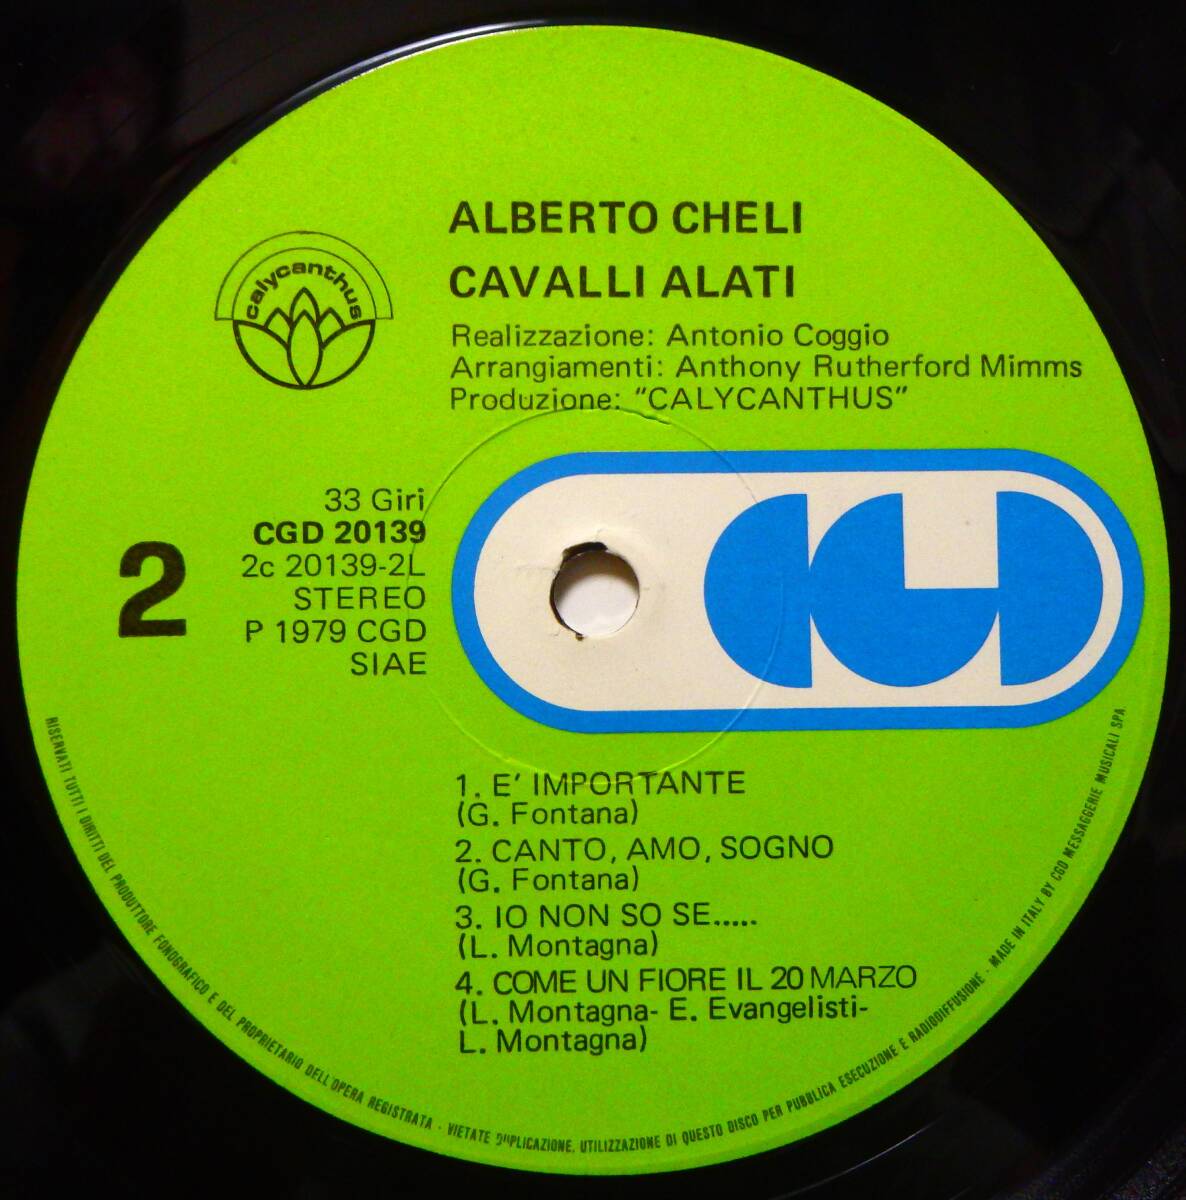 ALBERTO CHELI
CAVALLI ALATI
calycanthus
Realizzazione: Antonio Coggio
Arrangiamenti: Anthony Rutherford Mimms
Produzione: "CALYCANTHUS"
33 Giri
CGD 20139
2c 20139-2L
STEREO
P 1979 CGD
SIAE
2
CGD
1. E' IMPORTANTE
(G. Fontana)
2. CANTO, AMO, SOGNO
(G. Fontana)
3. IO NON SO SE.....
(L. Montagna)
4. COME UN FIORE IL 20 MARZO
(L. Montagna- E. Evangelisti-
L. Montagna)
RISERVATI TUTTI I DIRITTI DEL PRODUTTORE FONOGRAFICO E DEL PROPRIETARIO DELL'OPERA REGISTRATA · VIETATE DUPLICAZIONE, UTILIZZAZIONE DI QUESTO DISCO PER PUBBLICA ESECUZIONE E RADIODIFFUSIONE · MADE IN ITALY BY CGD MESSAGGERIE MUSICALI SPA.